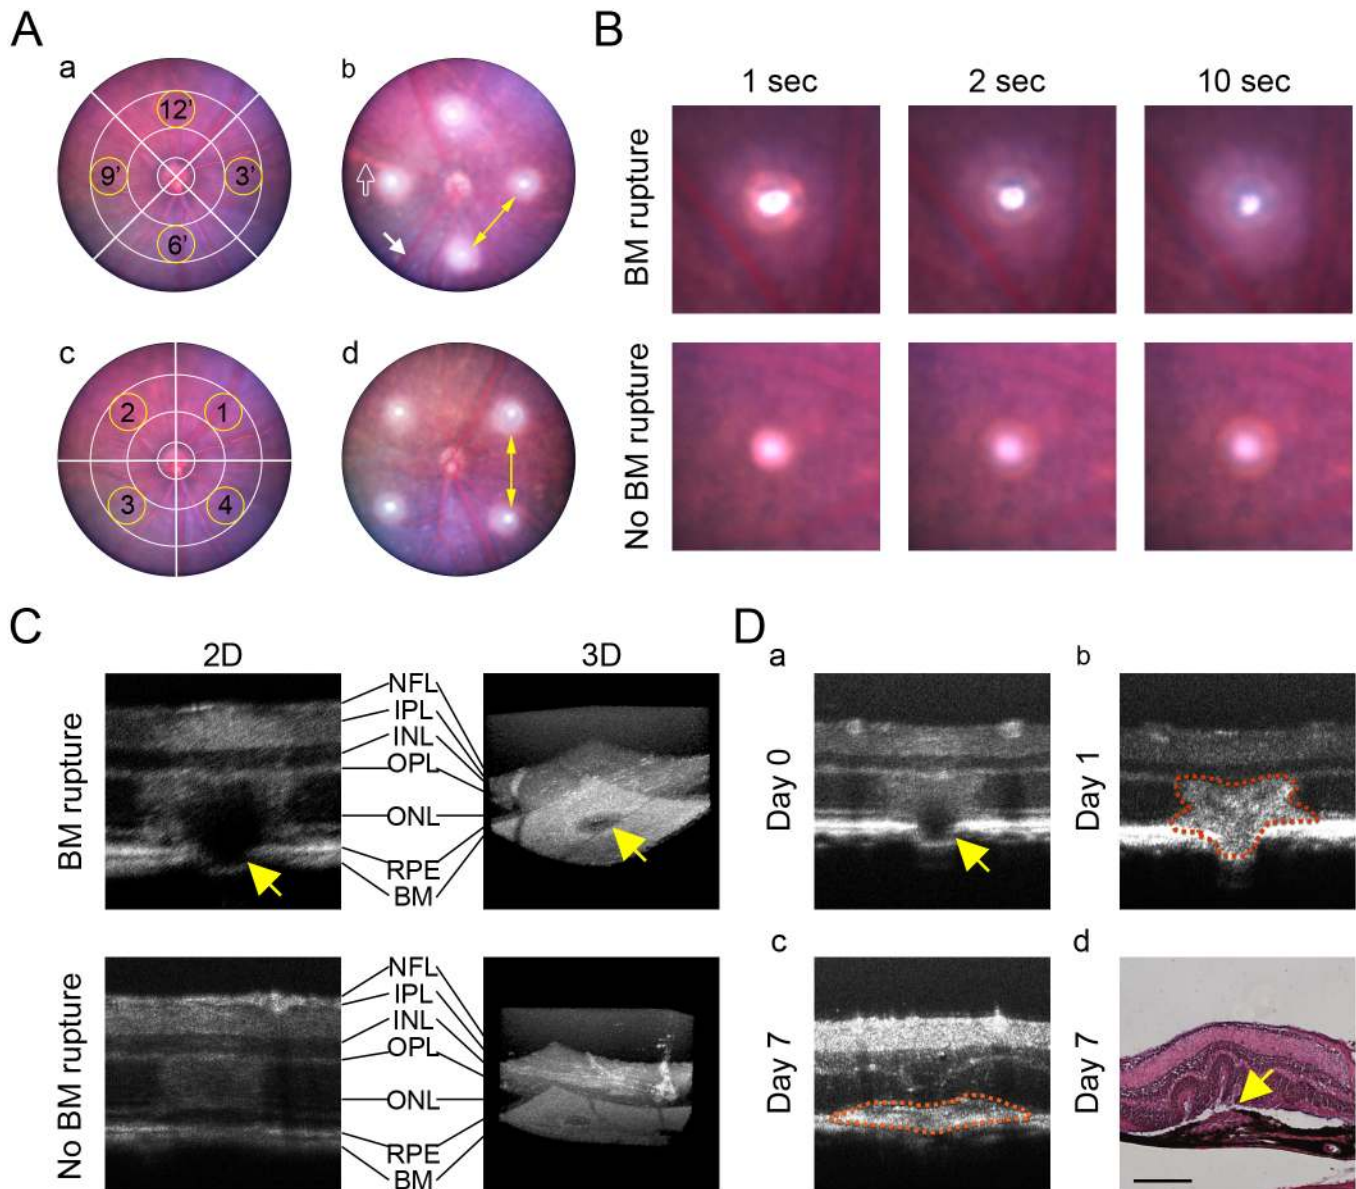 A
B
a
b
12'
9'
3'
6'
c
d
2
1
3
4
1 sec
2 sec
10 sec
BM rupture
No BM rupture
C
D
2D
3D
BM rupture
NFL
IPL
INL
OPL
ONL
RPE
BM
No BM rupture
NFL
IPL
INL
OPL
ONL
RPE
BM
a
b
Day 0
Day 1
c
d
Day 7
Day 7